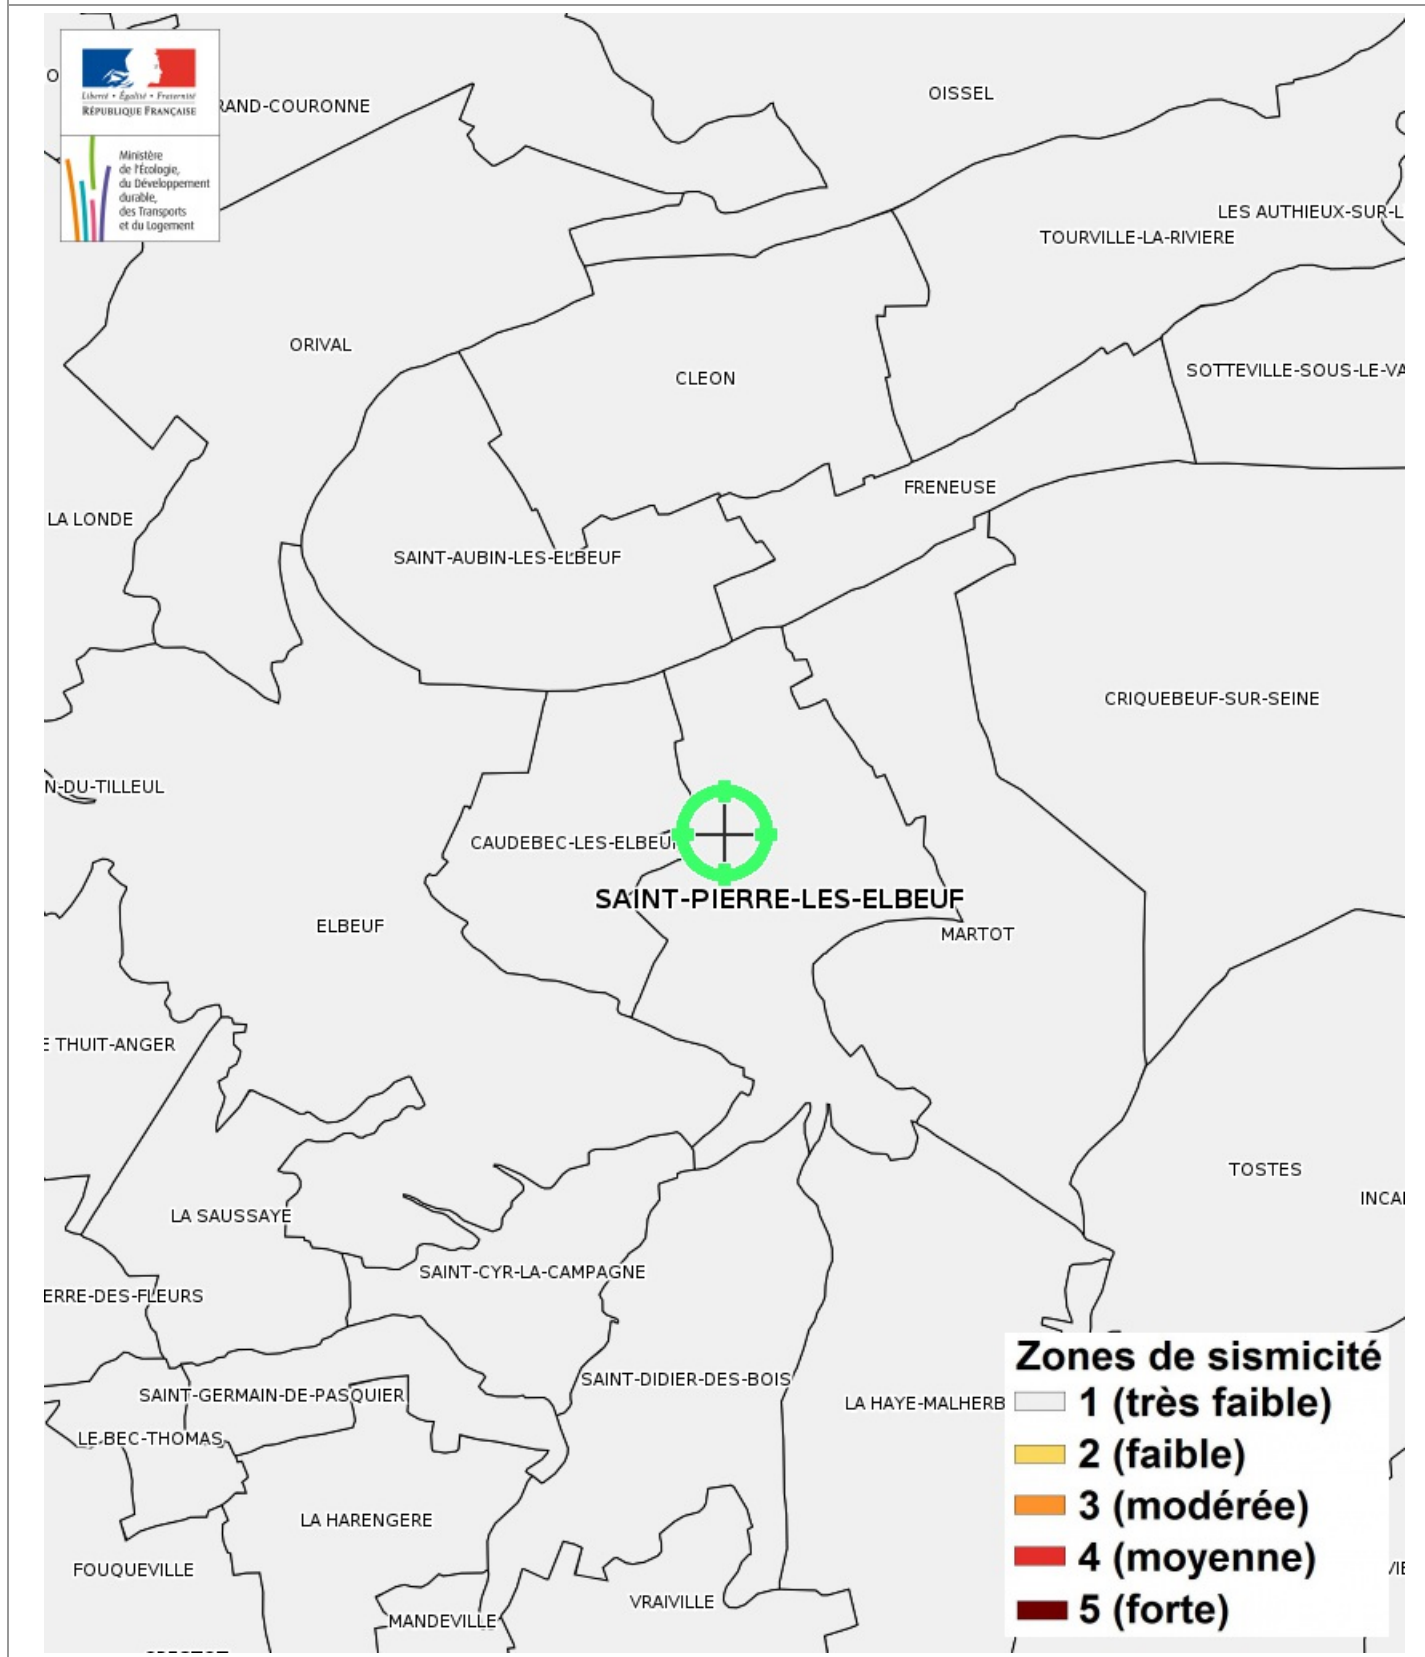 RAND-COURONNE
OISSEL
Liberté • Égalité • Fraternité
RÉPUBLIQUE FRANÇAISE
Ministère
de l'Écologie,
du Développement
durable,
des Transports
et du Logement
LES AUTHIEUX-SUR-L
TOURVILLE-LA-RIVIERE
ORIVAL
CLEON
SOTTEVILLE-SOUS-LE-VA
FRENEUSE
LA LONDE
SAINT-AUBIN-LES-ELBEUF
CRIQUEBEUF-SUR-SEINE
N-DU-TILLEUL
CAUDEBEC-LES-ELBEUF
SAINT-PIERRE-LES-ELBEUF
ELBEUF
MARTOT
E THUIT-ANGER
TOSTES
INCAR
LA SAUSSAYE
SAINT-CYR-LA-CAMPAGNE
ERRE-DES-FLEURS
SAINT-DIDIER-DES-BOIS
SAINT-GERMAIN-DE-PASQUIER
LA HAYE-MALHERB
LE BEC-THOMAS
LA HARENGERE
FOUQUEVILLE
VRAIVILLE
MANDEVILLE
Zones de sismicité
1 (très faible)
2 (faible)
3 (modérée)
4 (moyenne)
5 (forte)